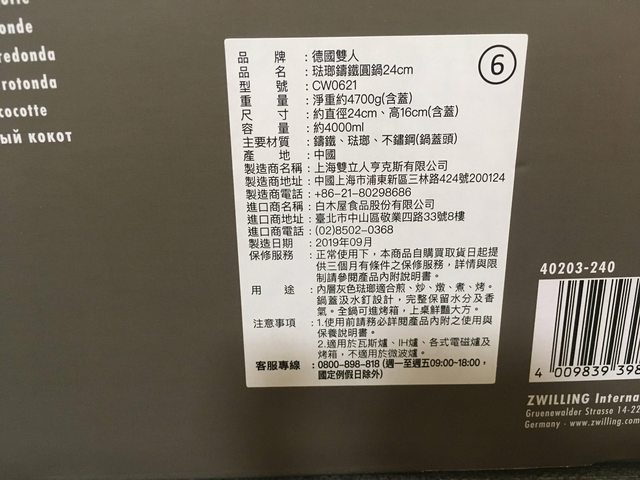 onde
redonda
rotonda
cocotte
ый кокот
⑥
品 牌:德國雙人
品 名:琺瑯鑄鐵圓鍋24cm
型 號:CW0621
重 量:淨重約4700g(含蓋)
尺 寸:約直徑24cm、高16cm(含蓋)
容 量:約4000ml
主要材質:鑄鐵、琺瑯、不鏽鋼(鍋蓋頭)
產 地:中國
製造商名稱:上海雙立人亨克斯有限公司
製造商地址:中國上海市浦東新區三林路424號200124
製造商電話:+86-21-80298686
進口商名稱:白木屋食品股份有限公司
進口商地址:臺北市中山區敬業四路33號8樓
進口商電話:(02)8502-0368
製造日期:2019年09月
保修服務:正常使用下,本商品自購買取貨日起提
供三個月有條件之保修服務,詳情與限
制請參閱產品內附說明書。
用 途:內層灰色琺瑯適合煎、炒、燉、煮、烤。
鍋蓋汲水釘設計,完整保留水分及香
氣。全鍋可進烤箱,上桌鮮豔大方。
注意事項:1.使用前請務必詳閱產品內附之使用與
保養說明書。
2.適用於瓦斯爐、IH爐、各式電磁爐及
烤箱,不適用於微波爐。
客服專線:0800-898-818 (週一至週五09:00~18:00,
國定例假日除外)
40203-240
4 009839 398
ZWILLING Interna
Gruenewalder Strasse 14-22
Germany - www.zwilling.com